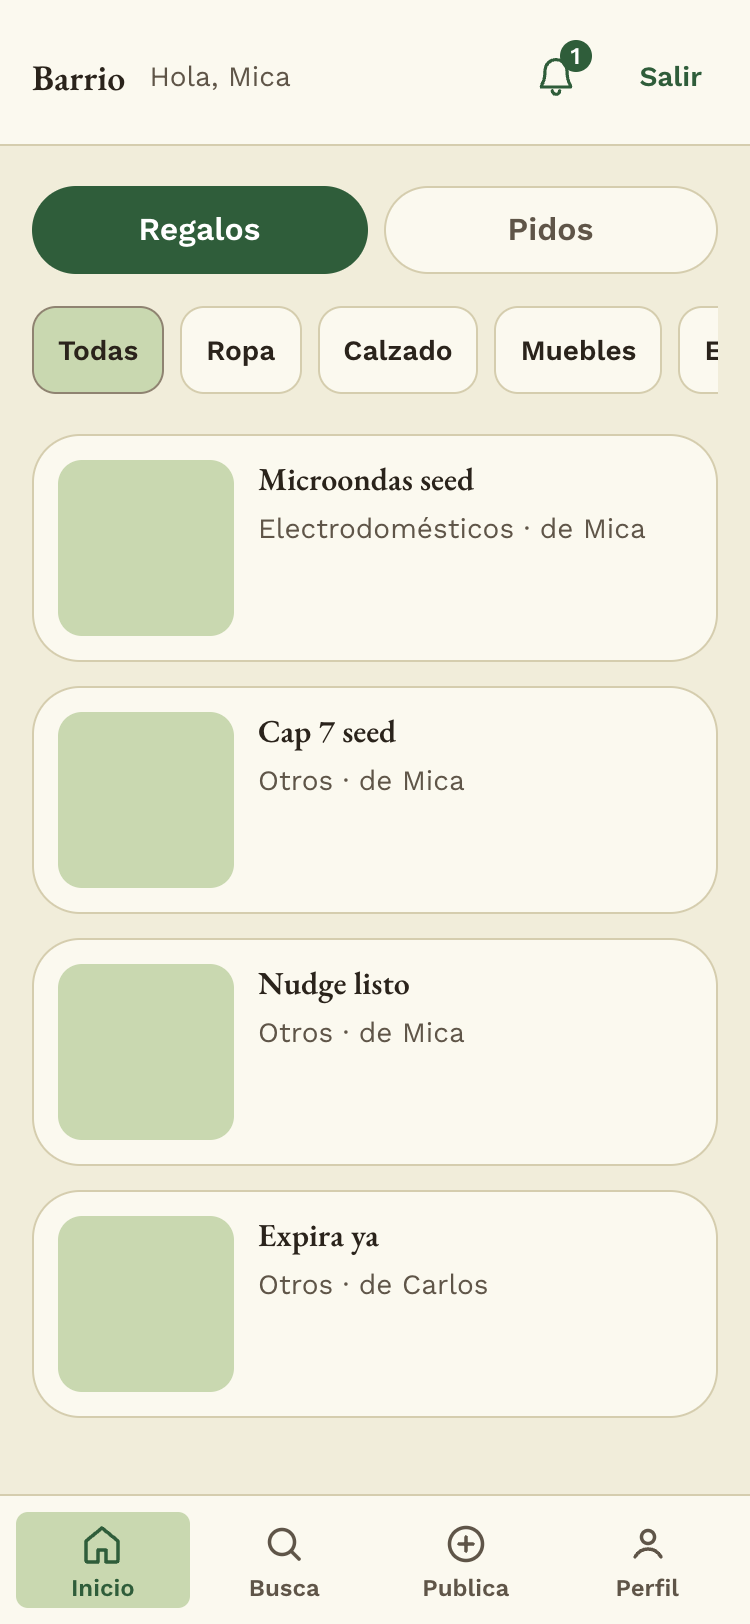 Barrio Hola, Mica 1 Salir
Regalos Pidos
Todas Ropa Calzado Muebles E
Microondas seed
Electrodomésticos · de Mica
Cap 7 seed
Otros · de Mica
Nudge listo
Otros · de Mica
Expira ya
Otros · de Carlos
Inicio Busca Publica Perfil